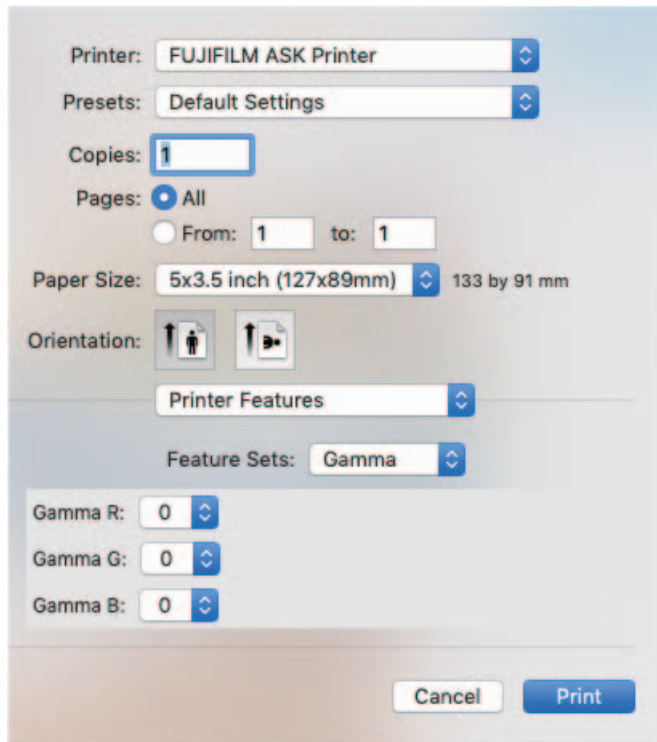 Printer: FUJIFILM ASK Printer
Presets: Default Settings
Copies: 1
Pages: All
From: 1 to: 1
Paper Size: 5x3.5 inch (127x89mm) 133 by 91 mm
Orientation:
Printer Features
Feature Sets: Gamma
Gamma R: 0
Gamma G: 0
Gamma B: 0
Cancel Print